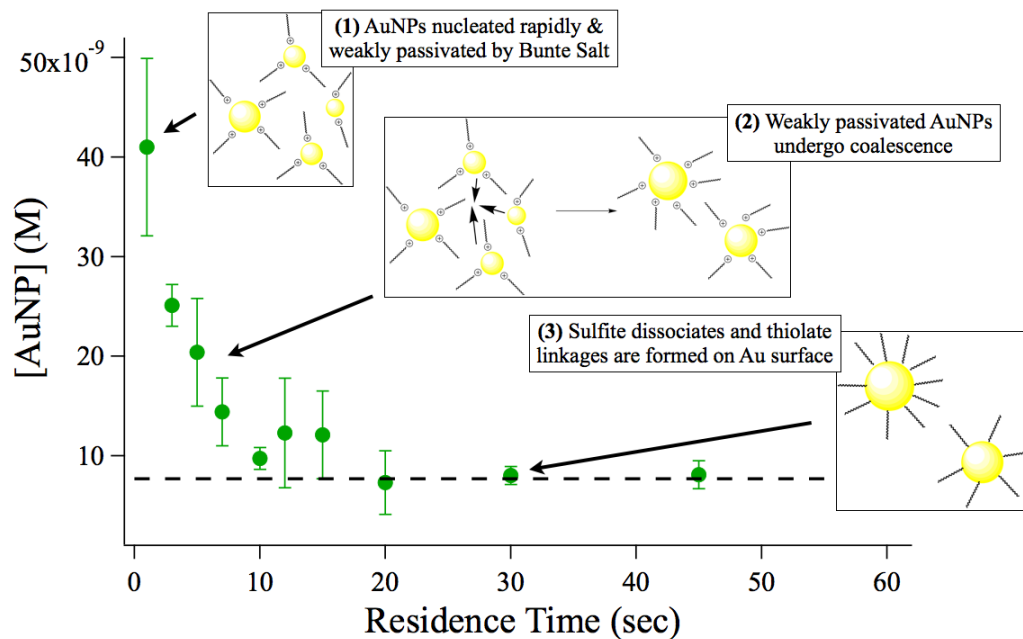 (1) AuNPs nucleated rapidly &
weakly passivated by Bunte Salt
(2) Weakly passivated AuNPs
undergo coalescence
(3) Sulfite dissociates and thiolate
linkages are formed on Au surface
50x10⁻⁹
40
30
20
10
[AuNP] (M)
0 10 20 30 40 50 60
Residence Time (sec)